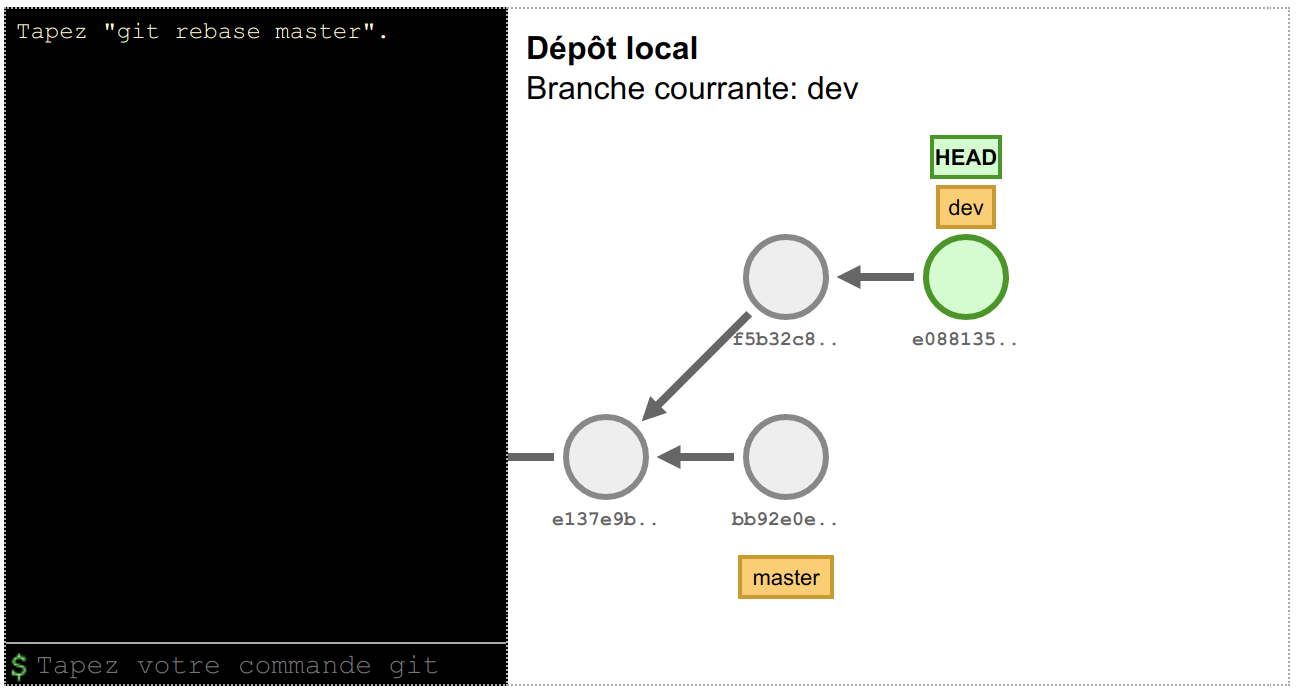 Tapez "git rebase master".
Dépôt local
Branche courrante: dev
HEAD
dev
f5b32c8..
e088135..
e137e9b..
bb92e0e..
master
$ Tapez votre commande git